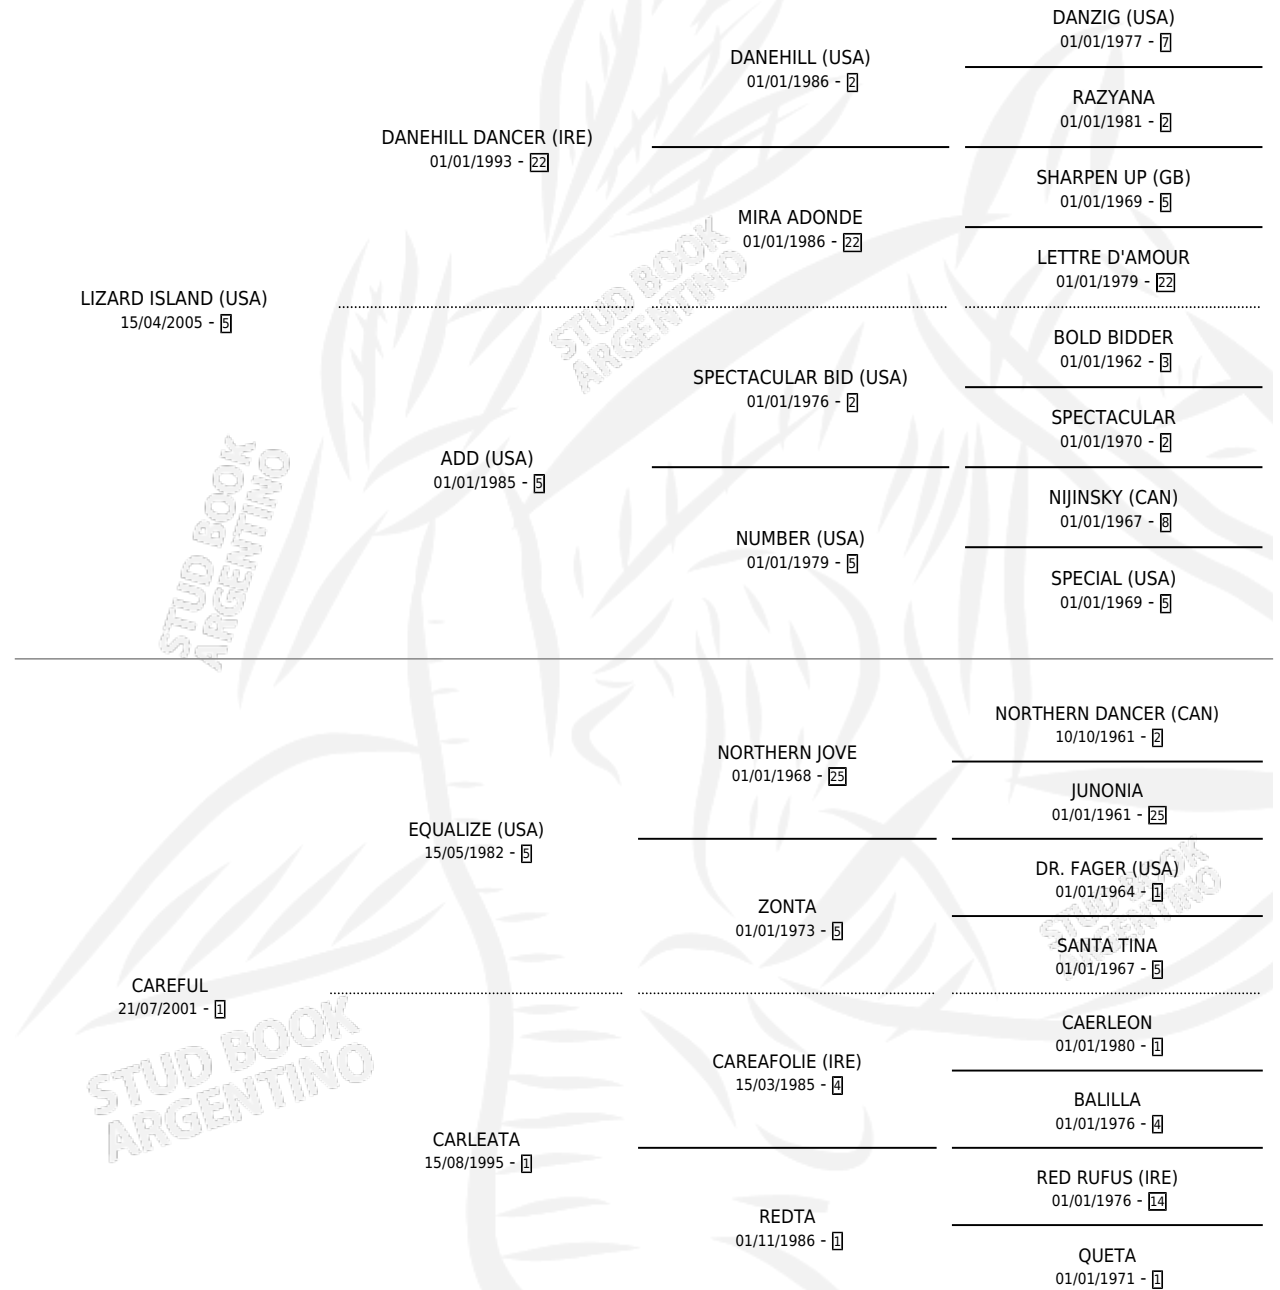 DANZIG (USA)
01/01/1977 - 7
DANEHILL (USA)
01/01/1986 - 2
RAZYANA
01/01/1981 - 2
DANEHILL DANCER (IRE)
01/01/1993 - 22
SHARPEN UP (GB)
01/01/1969 - 5
MIRA ADONDE
01/01/1986 - 22
LETTRE D'AMOUR
01/01/1979 - 22
LIZARD ISLAND (USA)
15/04/2005 - 5
BOLD BIDDER
01/01/1962 - 3
SPECTACULAR BID (USA)
01/01/1976 - 2
SPECTACULAR
01/01/1970 - 2
ADD (USA)
01/01/1985 - 5
NIJINSKY (CAN)
01/01/1967 - 8
NUMBER (USA)
01/01/1979 - 5
SPECIAL (USA)
01/01/1969 - 5
NORTHERN DANCER (CAN)
10/10/1961 - 2
NORTHERN JOVE
01/01/1968 - 25
JUNONIA
01/01/1961 - 25
EQUALIZE (USA)
15/05/1982 - 5
DR. FAGER (USA)
01/01/1964 - 1
ZONTA
01/01/1973 - 5
SANTA TINA
01/01/1967 - 5
CAREFUL
21/07/2001 - 1
CAERLEON
01/01/1980 - 1
CAREAFOLIE (IRE)
15/03/1985 - 4
BALILLA
01/01/1976 - 4
CARLEATA
15/08/1995 - 1
RED RUFUS (IRE)
01/01/1976 - 14
REDTA
01/11/1986 - 1
QUETA
01/01/1971 - 1
STUD BOOK
ARGENTINO
STUD BOOK
ARGENTINO
STUD BOOK
ARGENTINO
STUD BOOK
ARGENTINO